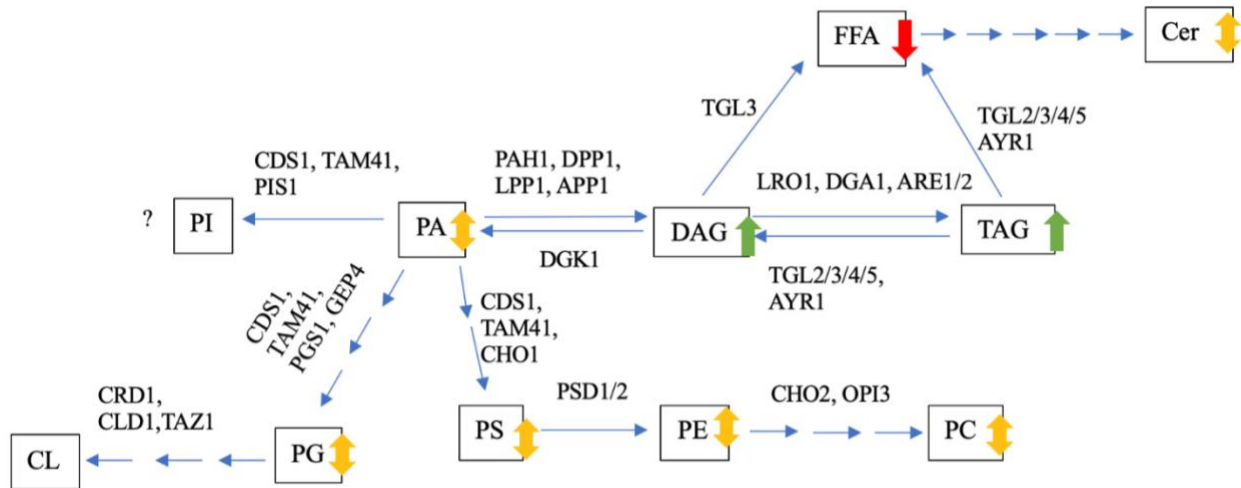 FFA
Cer
TGL3
TGL2/3/4/5
AYR1
CDS1, TAM41,
PIS1
PAH1, DPP1,
LPP1, APP1
LRO1, DGA1, ARE1/2
?
PI
PA
DAG
TAG
DGK1
TGL2/3/4/5,
AYR1
CDS1,
TAM41,
PGS1, GEP4
CDS1,
TAM41,
CHO1
CRD1,
CLD1,TAZ1
PSD1/2
CHO2, OPI3
CL
PG
PS
PE
PC